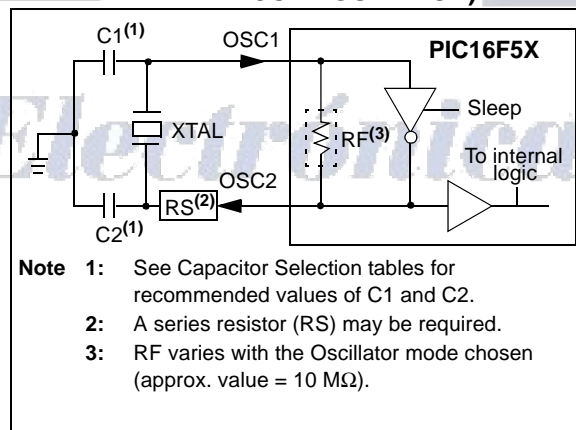 C1(1)
OSC1
PIC16F5X
Sleep
XTAL
RF(3)
To internal
logic
OSC2
RS(2)
C2(1)
Note 1: See Capacitor Selection tables for
recommended values of C1 and C2.
2: A series resistor (RS) may be required.
3: RF varies with the Oscillator mode chosen
(approx. value = 10 MΩ).
Electrónica